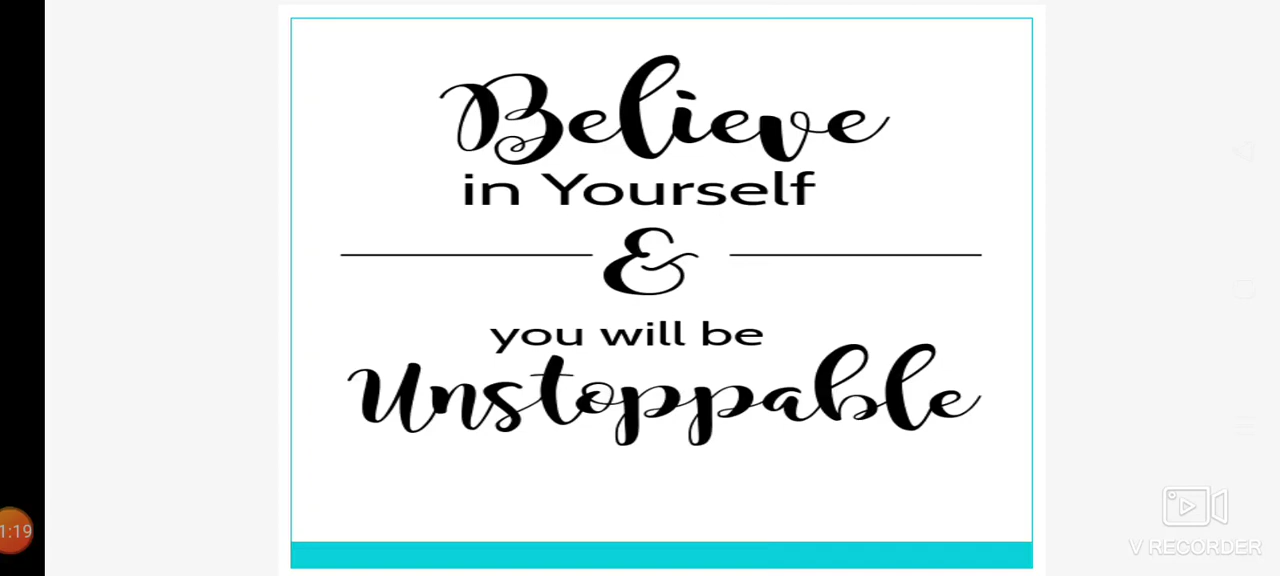 Believe
in Yourself
&
you will be
Unstoppable
1:19
V RECORDER